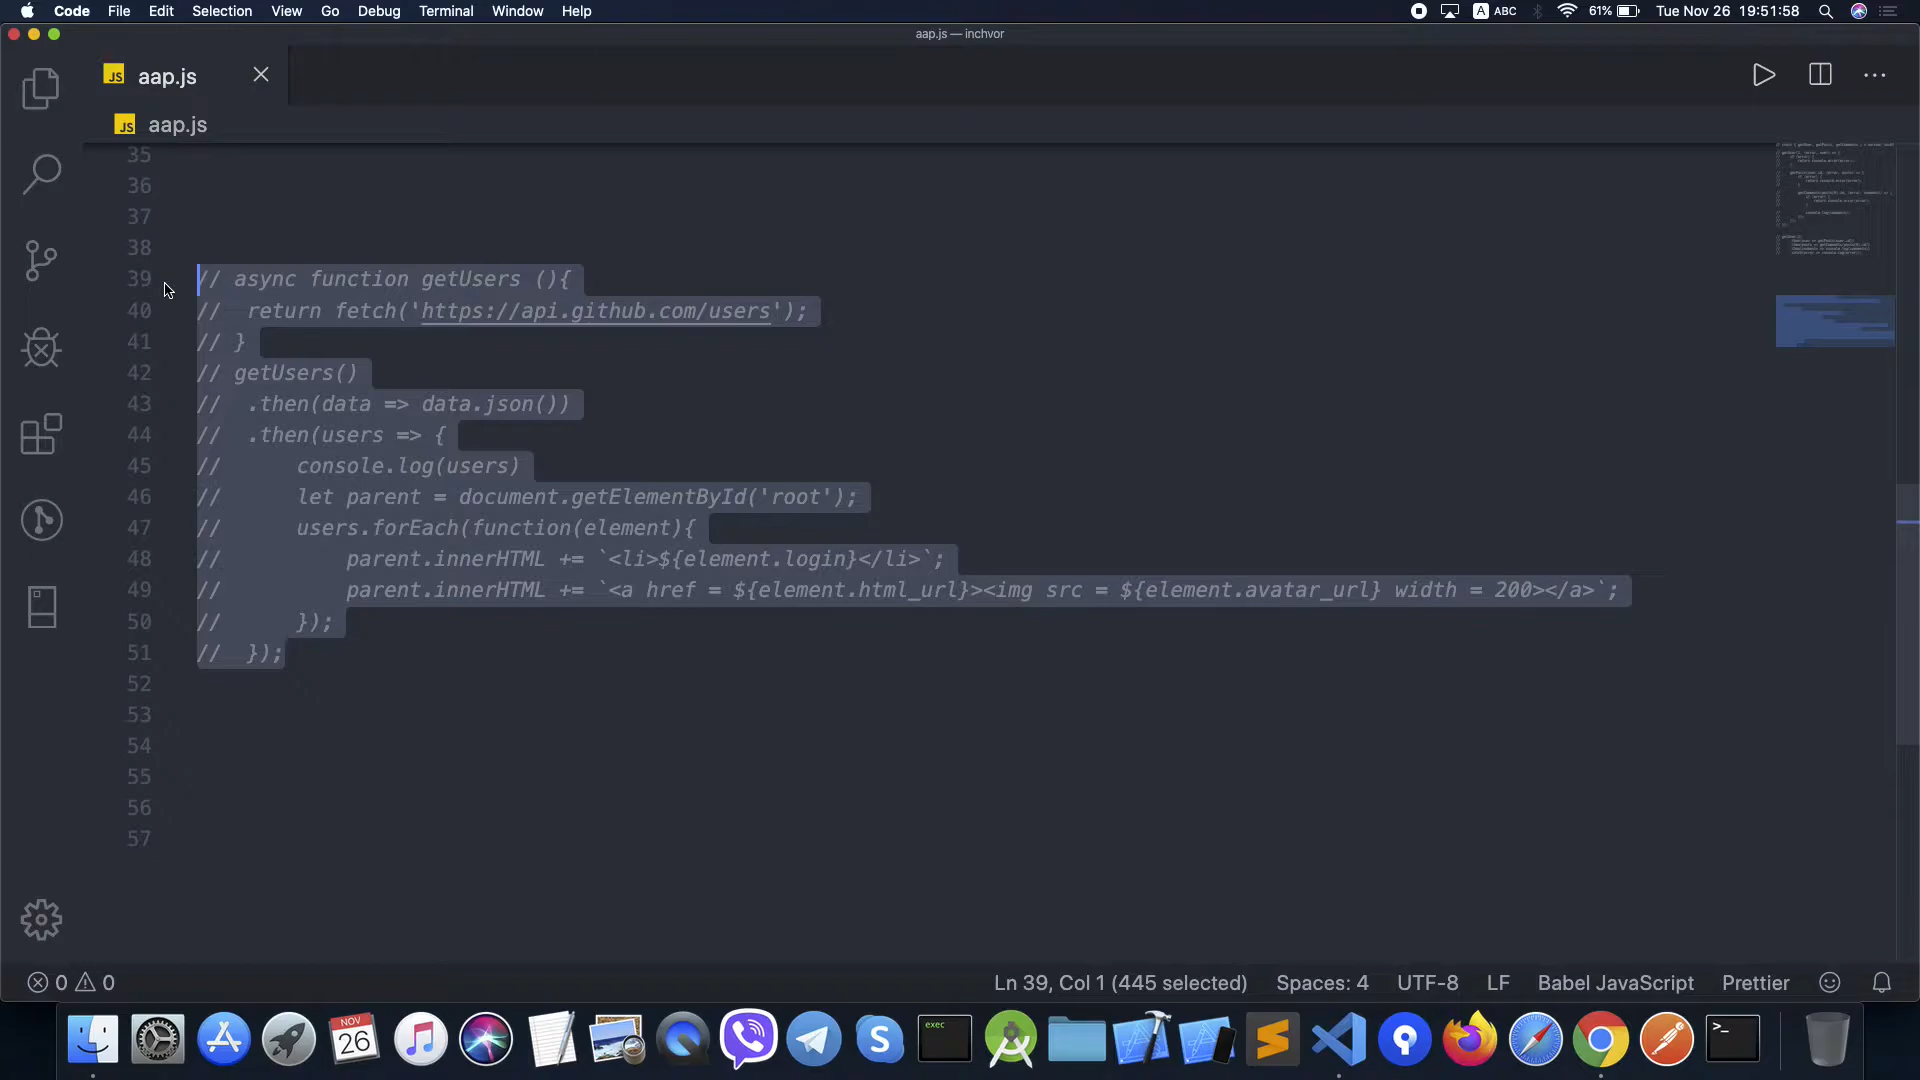 Code File Edit Selection View Go Debug Terminal Window Help
A ABC 61% Tue Nov 26 19:51:58
aap.js — inchvor
JS aap.js
JS aap.js
35
36
37
38
39 // async function getUsers (){
40 //  return fetch('https://api.github.com/users');
41 // }
42 // getUsers()
43 //  .then(data => data.json())
44 //  .then(users => {
45 //      console.log(users)
46 //      let parent = document.getElementById('root');
47 //      users.forEach(function(element){
48 //          parent.innerHTML += `<li>${element.login}</li>`;
49 //          parent.innerHTML += `<a href = ${element.html_url}><img src = ${element.avatar_url} width = 200></a>`;
50 //      });
51 //  });
52
53
54
55
56
57
0 0 Ln 39, Col 1 (445 selected) Spaces: 4 UTF-8 LF Babel JavaScript Prettier
NOV
26
exec
>_